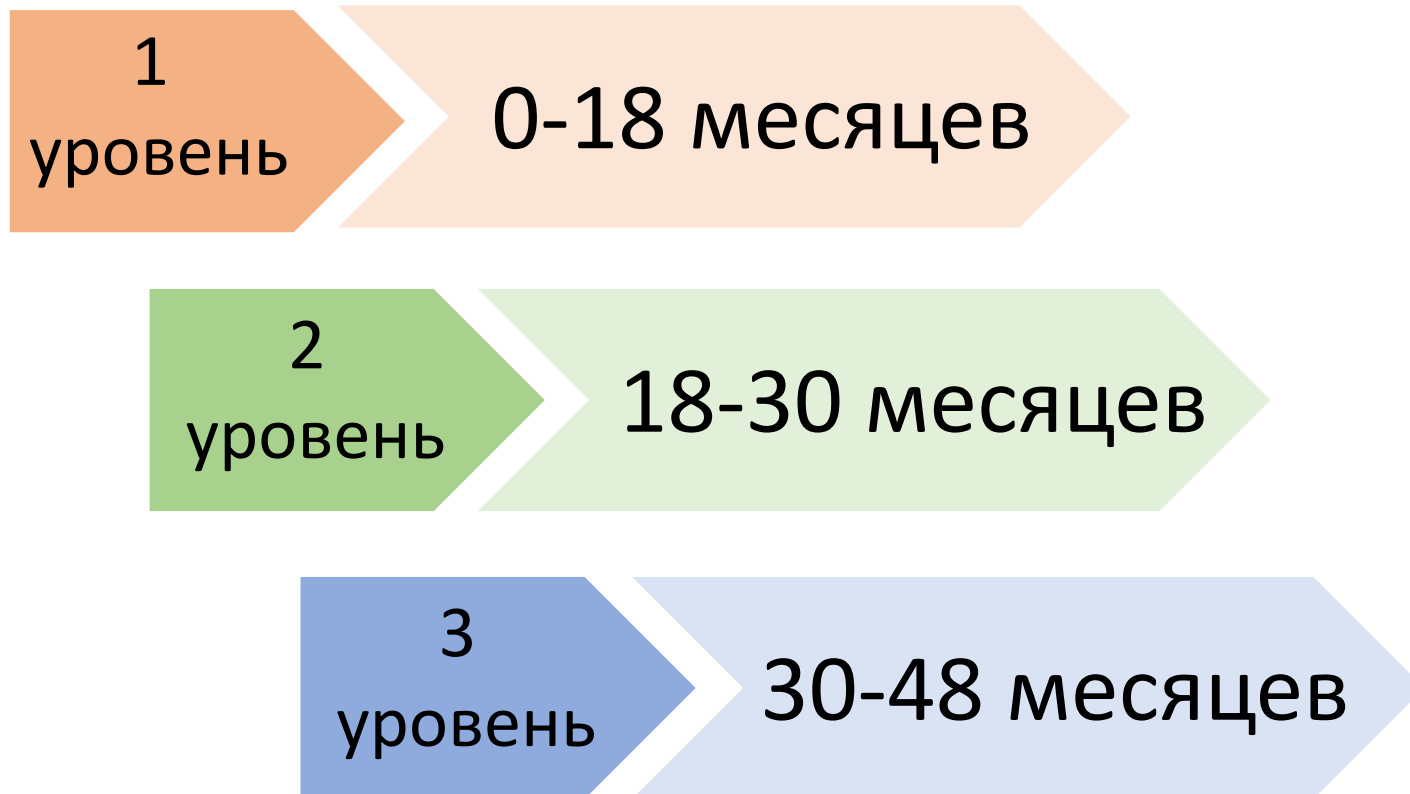 1
уровень
0-18 месяцев
2
уровень
18-30 месяцев
3
уровень
30-48 месяцев